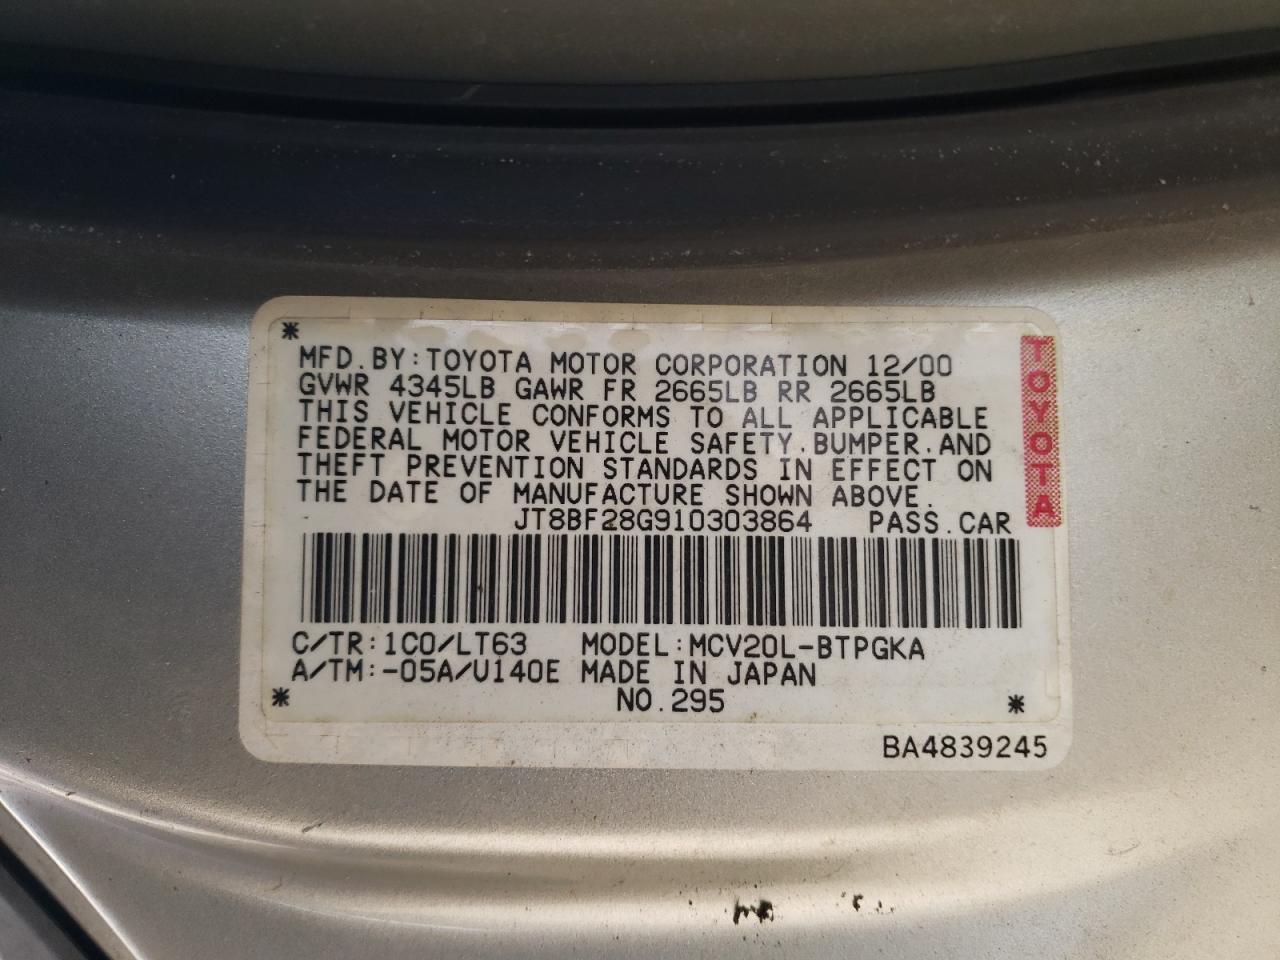 *
MFD.BY:TOYOTA MOTOR CORPORATION 12/00
GVWR 4345LB GAWR FR 2665LB RR 2665LB
THIS VEHICLE CONFORMS TO ALL APPLICABLE
FEDERAL MOTOR VEHICLE SAFETY,BUMPER,AND
THEFT PREVENTION STANDARDS IN EFFECT ON
THE DATE OF MANUFACTURE SHOWN ABOVE.
JT8BF28G910303864 PASS.CAR
C/TR:1C0/LT63 MODEL:MCV20L-BTPGKA
A/TM:-05A/U140E MADE IN JAPAN
* NO.295 *
BA4839245
TOYOTA